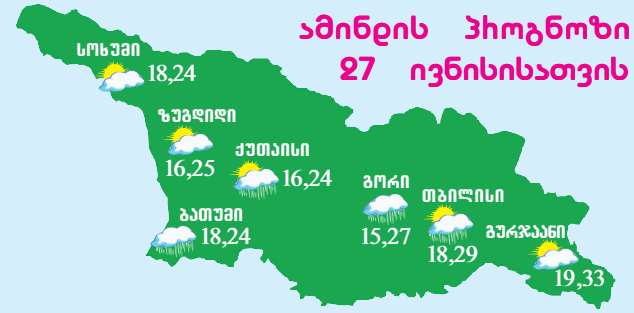 ამინდის პროგნოზი
27 ივნისისათვის
სოხუმი
18,24
ზუგდიდი
16,25
ქუთაისი
16,24
ბათუმი
18,24
გორი
15,27
თბილისი
18,29
გურჯაანი
19,33